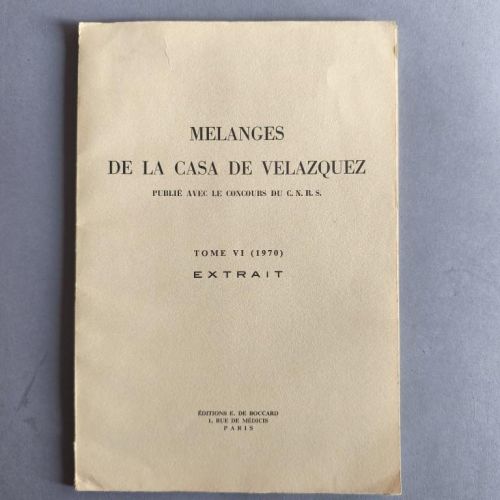 MELANGES
DE LA CASA DE VELAZQUEZ
PUBLIÉ AVEC LE CONCOURS DU C. N. R. S.
TOME VI (1970)
EXTRAiT
ÉDITIONS E. DE BOCCARD
1, RUE DE MÉDICIS
PARIS